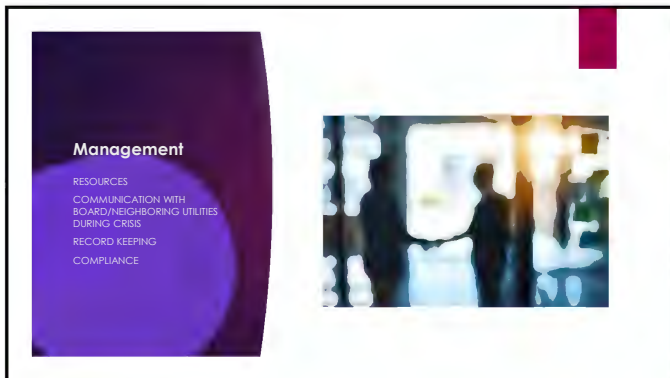 Management
RESOURCES
COMMUNICATION WITH
BOARD/NEIGHBORING UTILITIES
DURING CRISIS
RECORD KEEPING
COMPLIANCE